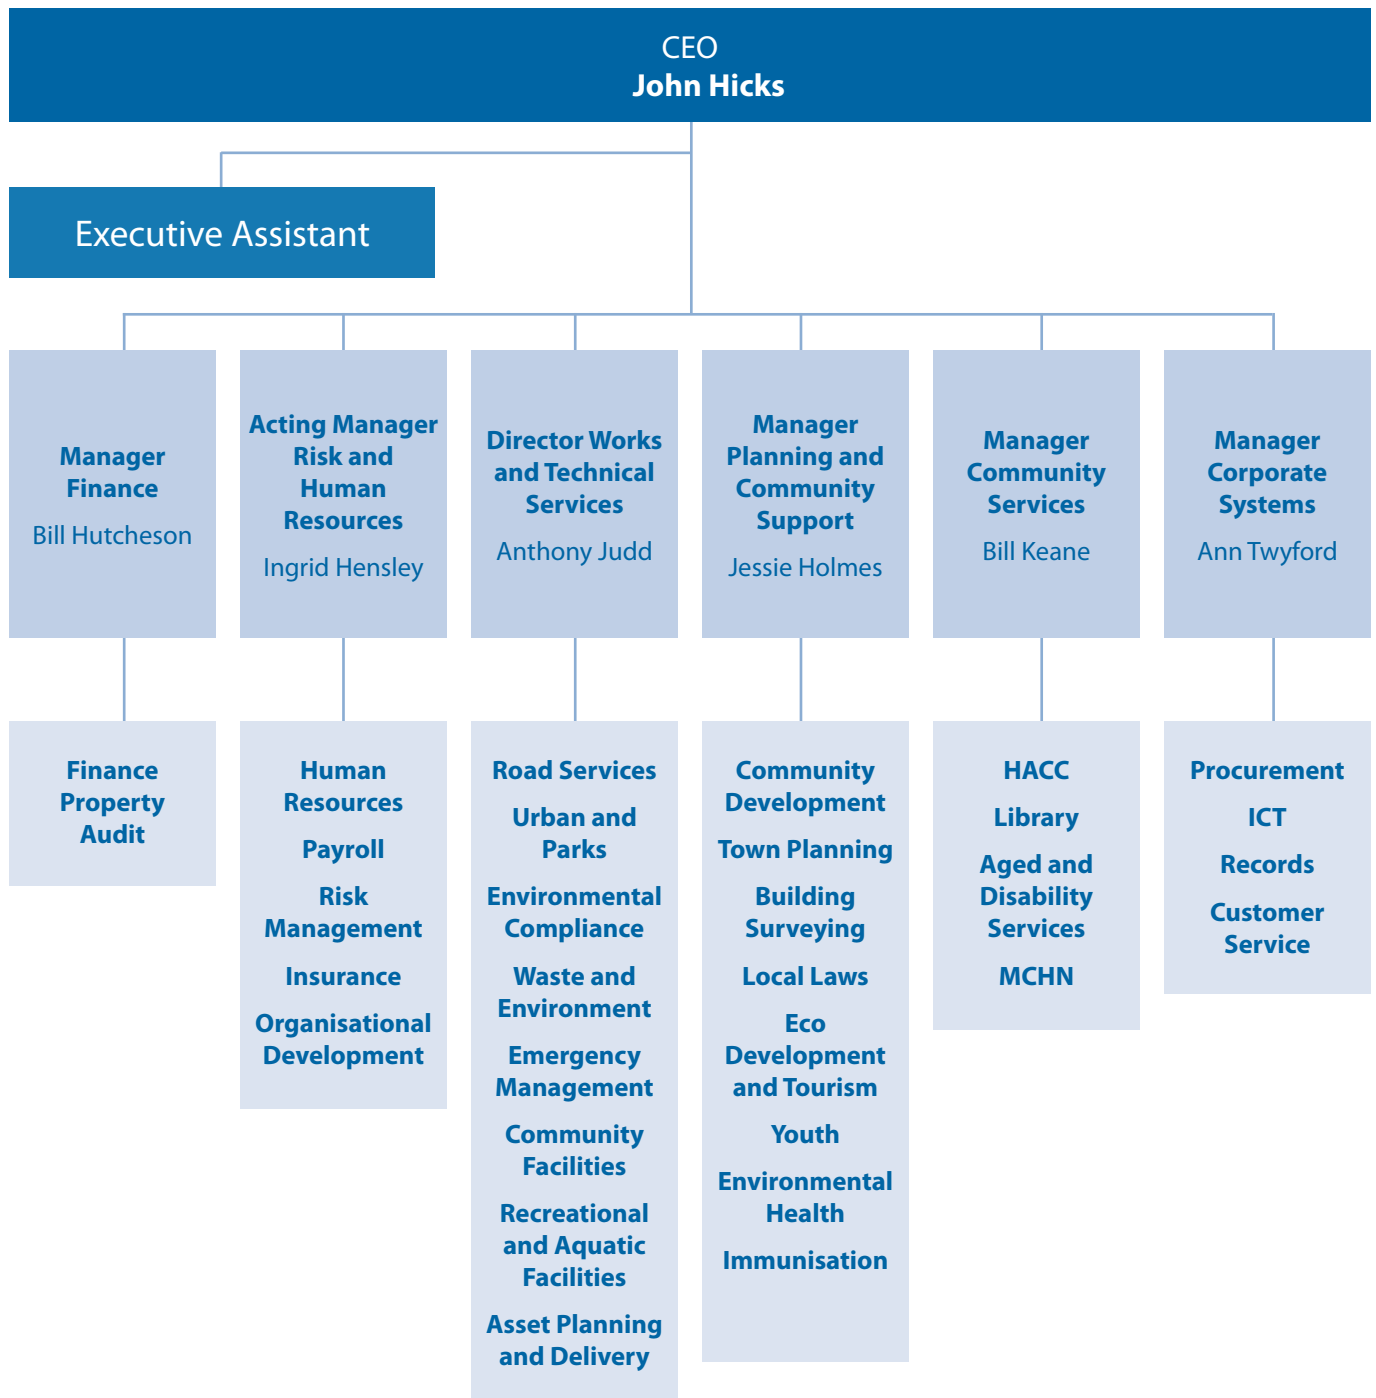 CEO
John Hicks
Executive Assistant
Manager
Finance
Bill Hutcheson
Acting Manager
Risk and
Human
Resources
Ingrid Hensley
Director Works
and Technical
Services
Anthony Judd
Manager
Planning and
Community
Support
Jessie Holmes
Manager
Community
Services
Bill Keane
Manager
Corporate
Systems
Ann Twyford
Finance
Property
Audit
Human
Resources
Payroll
Risk
Management
Insurance
Organisational
Development
Road Services
Urban and
Parks
Environmental
Compliance
Waste and
Environment
Emergency
Management
Community
Facilities
Recreational
and Aquatic
Facilities
Asset Planning
and Delivery
Community
Development
Town Planning
Building
Surveying
Local Laws
Eco
Development
and Tourism
Youth
Environmental
Health
Immunisation
HACC
Library
Aged and
Disability
Services
MCHN
Procurement
ICT
Records
Customer
Service